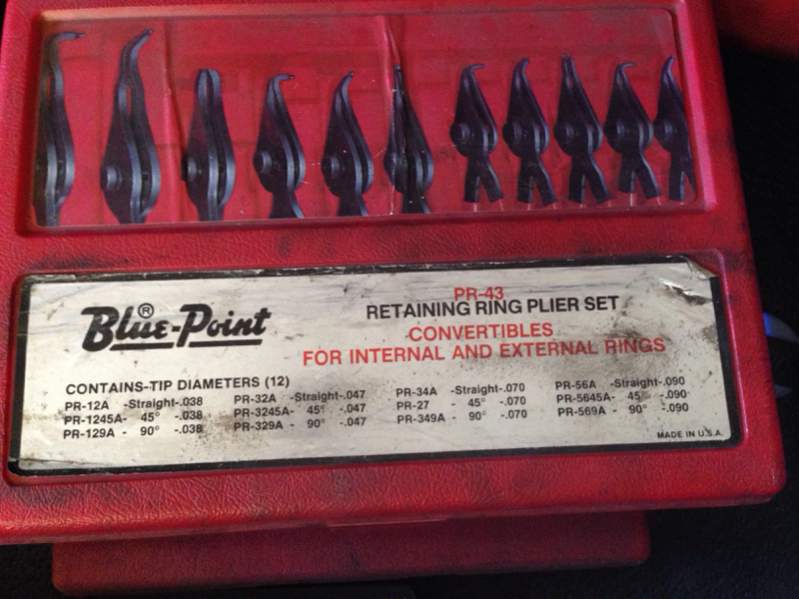 PR-43
RETAINING RING PLIER SET
Blue-Point ®
CONVERTIBLES
FOR INTERNAL AND EXTERNAL RINGS
CONTAINS-TIP DIAMETERS (12)
PR-12A -Straight-.038 PR-32A -Straight-.047 PR-34A -Straight-.070 PR-56A -Straight-.090
PR-1245A- 45° -.038 PR-3245A- 45° -.047 PR-27 - 45° -.070 PR-5645A- 45° -.090
PR-129A - 90° -.038 PR-329A - 90° -.047 PR-349A - 90° -.070 PR-569A - 90° -.090
MADE IN U.S.A.